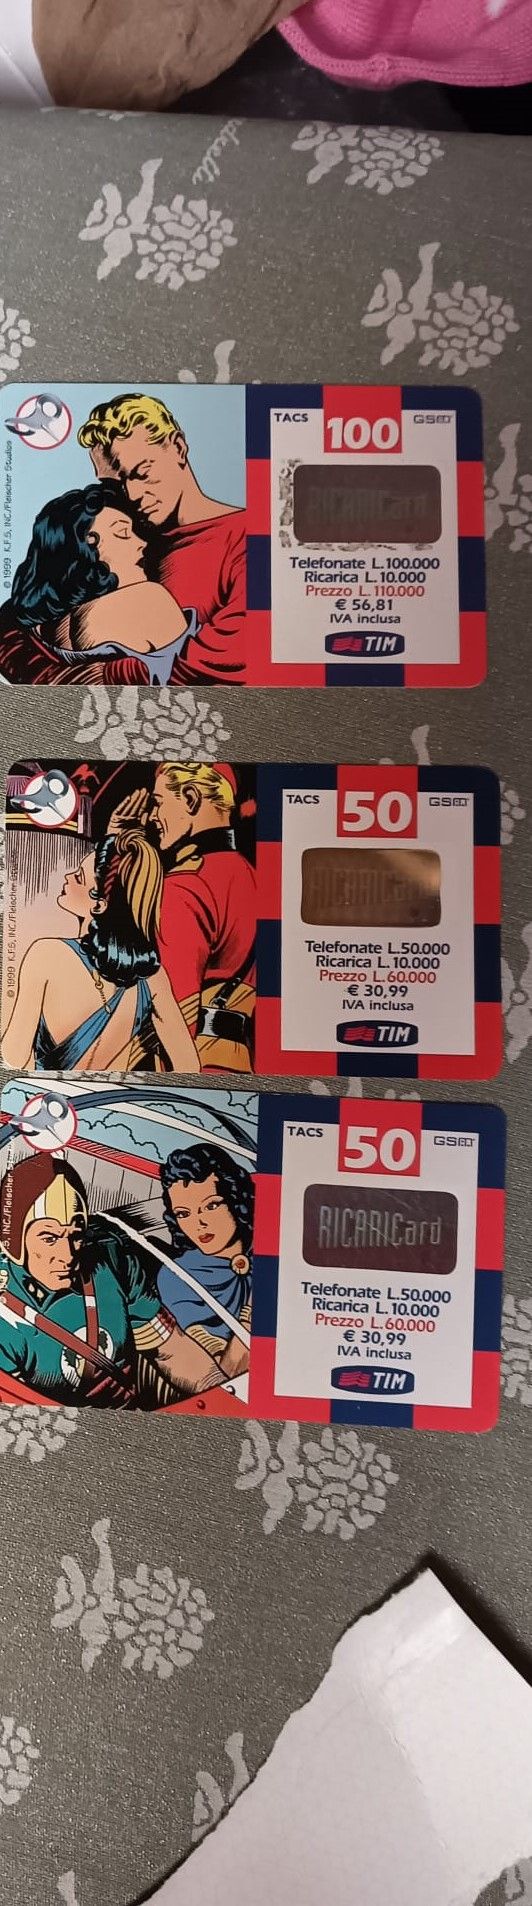 © 1999 K.F.S, INC/Fleischer Studios
TACS
100
GSM
RICARICard
Telefonate L.100.000
Ricarica L.10.000
Prezzo L.110.000
€ 56,81
IVA inclusa
TIM
© 1999 K.F.S, INC/Fleischer
TACS
50
GSM
RICARICard
Telefonate L.50.000
Ricarica L.10.000
Prezzo L.60.000
€ 30,99
IVA inclusa
TIM
INC/Fleischer
TACS
50
GSM
RICARICard
Telefonate L.50.000
Ricarica L.10.000
Prezzo L.60.000
€ 30,99
IVA inclusa
TIM